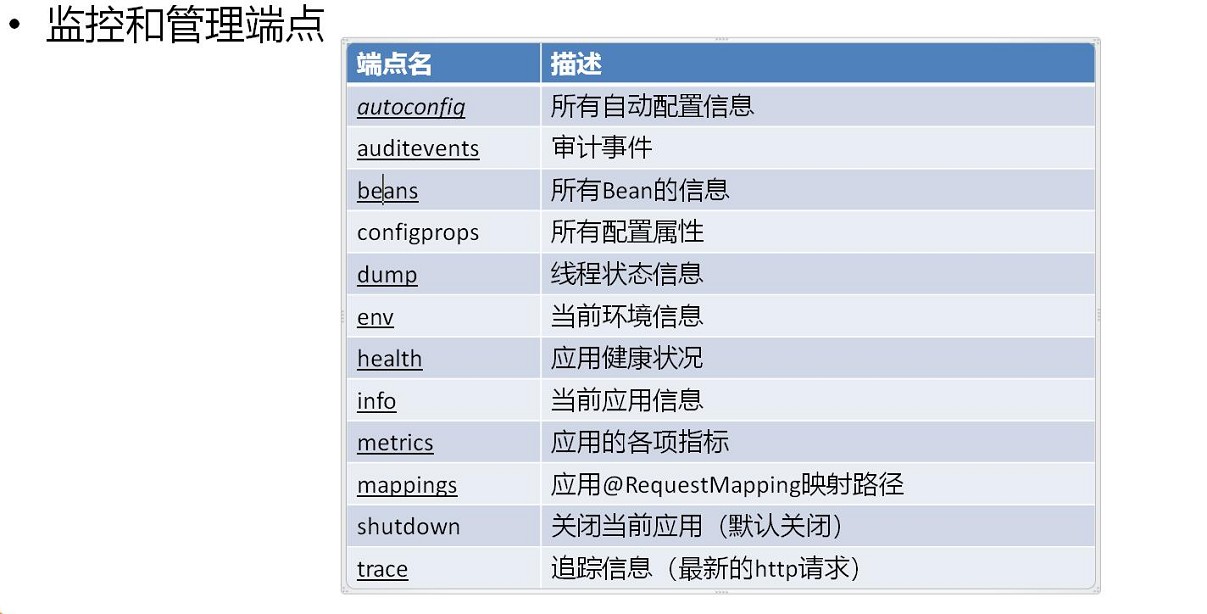 • 监控和管理端点
端点名 描述
autoconfig 所有自动配置信息
auditevents 审计事件
beans 所有Bean的信息
configprops 所有配置属性
dump 线程状态信息
env 当前环境信息
health 应用健康状况
info 当前应用信息
metrics 应用的各项指标
mappings 应用@RequestMapping映射路径
shutdown 关闭当前应用（默认关闭）
trace 追踪信息（最新的http请求）